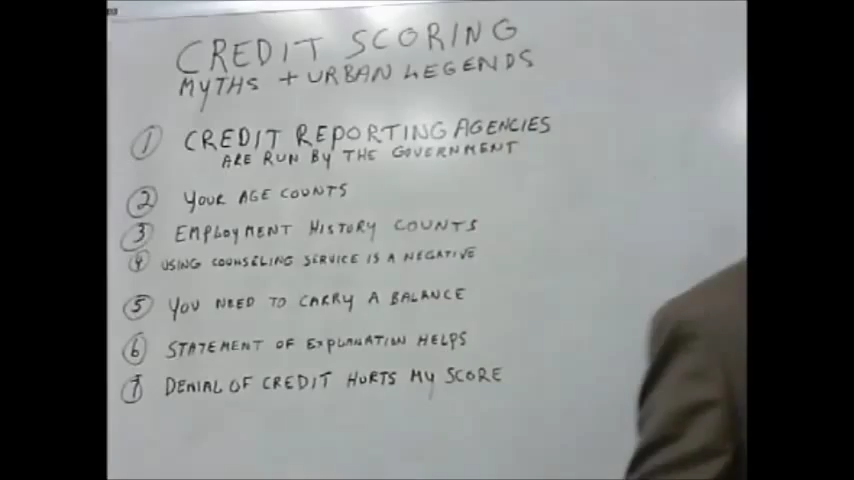 CREDIT SCORING
MYTHS + URBAN LEGENDS
1 CREDIT REPORTING AGENCIES
ARE RUN BY THE GOVERNMENT
2 YOUR AGE COUNTS
3 EMPLOYMENT HISTORY COUNTS
4 USING COUNSELING SERVICE IS A NEGATIVE
5 YOU NEED TO CARRY A BALANCE
6 STATEMENT OF EXPLANATION HELPS
7 DENIAL OF CREDIT HURTS MY SCORE